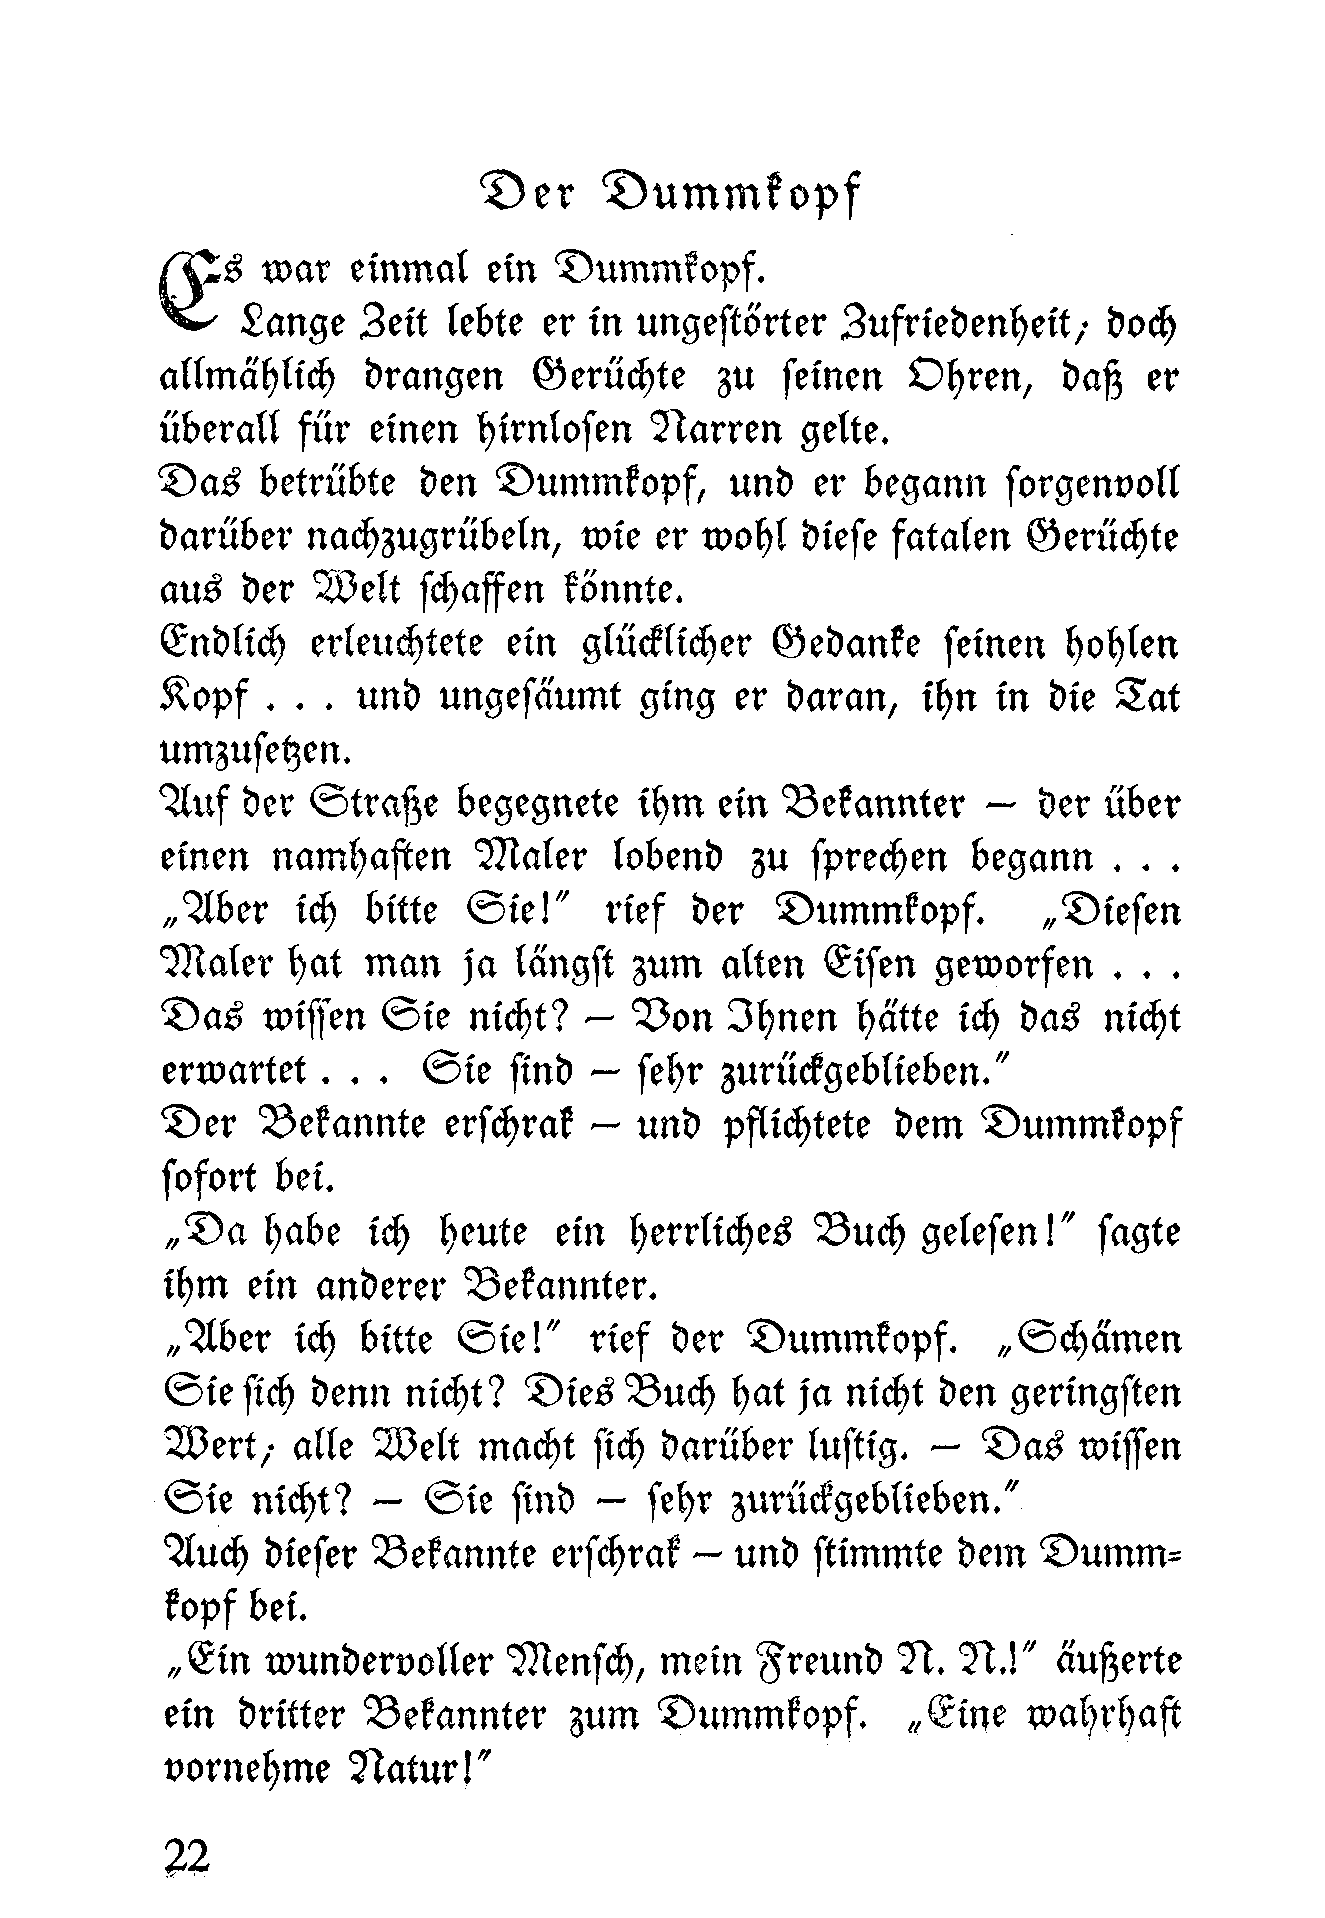 Der Dummkopf
Es war einmal ein Dummkopf.
Lange Zeit lebte er in ungestörter Zufriedenheit; doch
allmählich drangen Gerüchte zu seinen Ohren, daß er
überall für einen hirnlosen Narren gelte.
Das betrübte den Dummkopf, und er begann sorgenvoll
darüber nachzugrübeln, wie er wohl diese fatalen Gerüchte
aus der Welt schaffen könnte.
Endlich erleuchtete ein glücklicher Gedanke seinen hohlen
Kopf . . . und ungesäumt ging er daran, ihn in die Tat
umzusetzen.
Auf der Straße begegnete ihm ein Bekannter — der über
einen namhaften Maler lobend zu sprechen begann . . .
„Aber ich bitte Sie!“ rief der Dummkopf. „Diesen
Maler hat man ja längst zum alten Eisen geworfen . . .
Das wissen Sie nicht? — Von Ihnen hätte ich das nicht
erwartet . . . Sie sind — sehr zurückgeblieben.“
Der Bekannte erschrak — und pflichtete dem Dummkopf
sofort bei.
„Da habe ich heute ein herrliches Buch gelesen!“ sagte
ihm ein anderer Bekannter.
„Aber ich bitte Sie!“ rief der Dummkopf. „Schämen
Sie sich denn nicht? Dies Buch hat ja nicht den geringsten
Wert; alle Welt macht sich darüber lustig. — Das wissen
Sie nicht? — Sie sind — sehr zurückgeblieben.“
Auch dieser Bekannte erschrak — und stimmte dem Dumm-
kopf bei.
„Ein wundervoller Mensch, mein Freund N. N.!“ äußerte
ein dritter Bekannter zum Dummkopf. „Eine wahrhaft
vornehme Natur!“
22